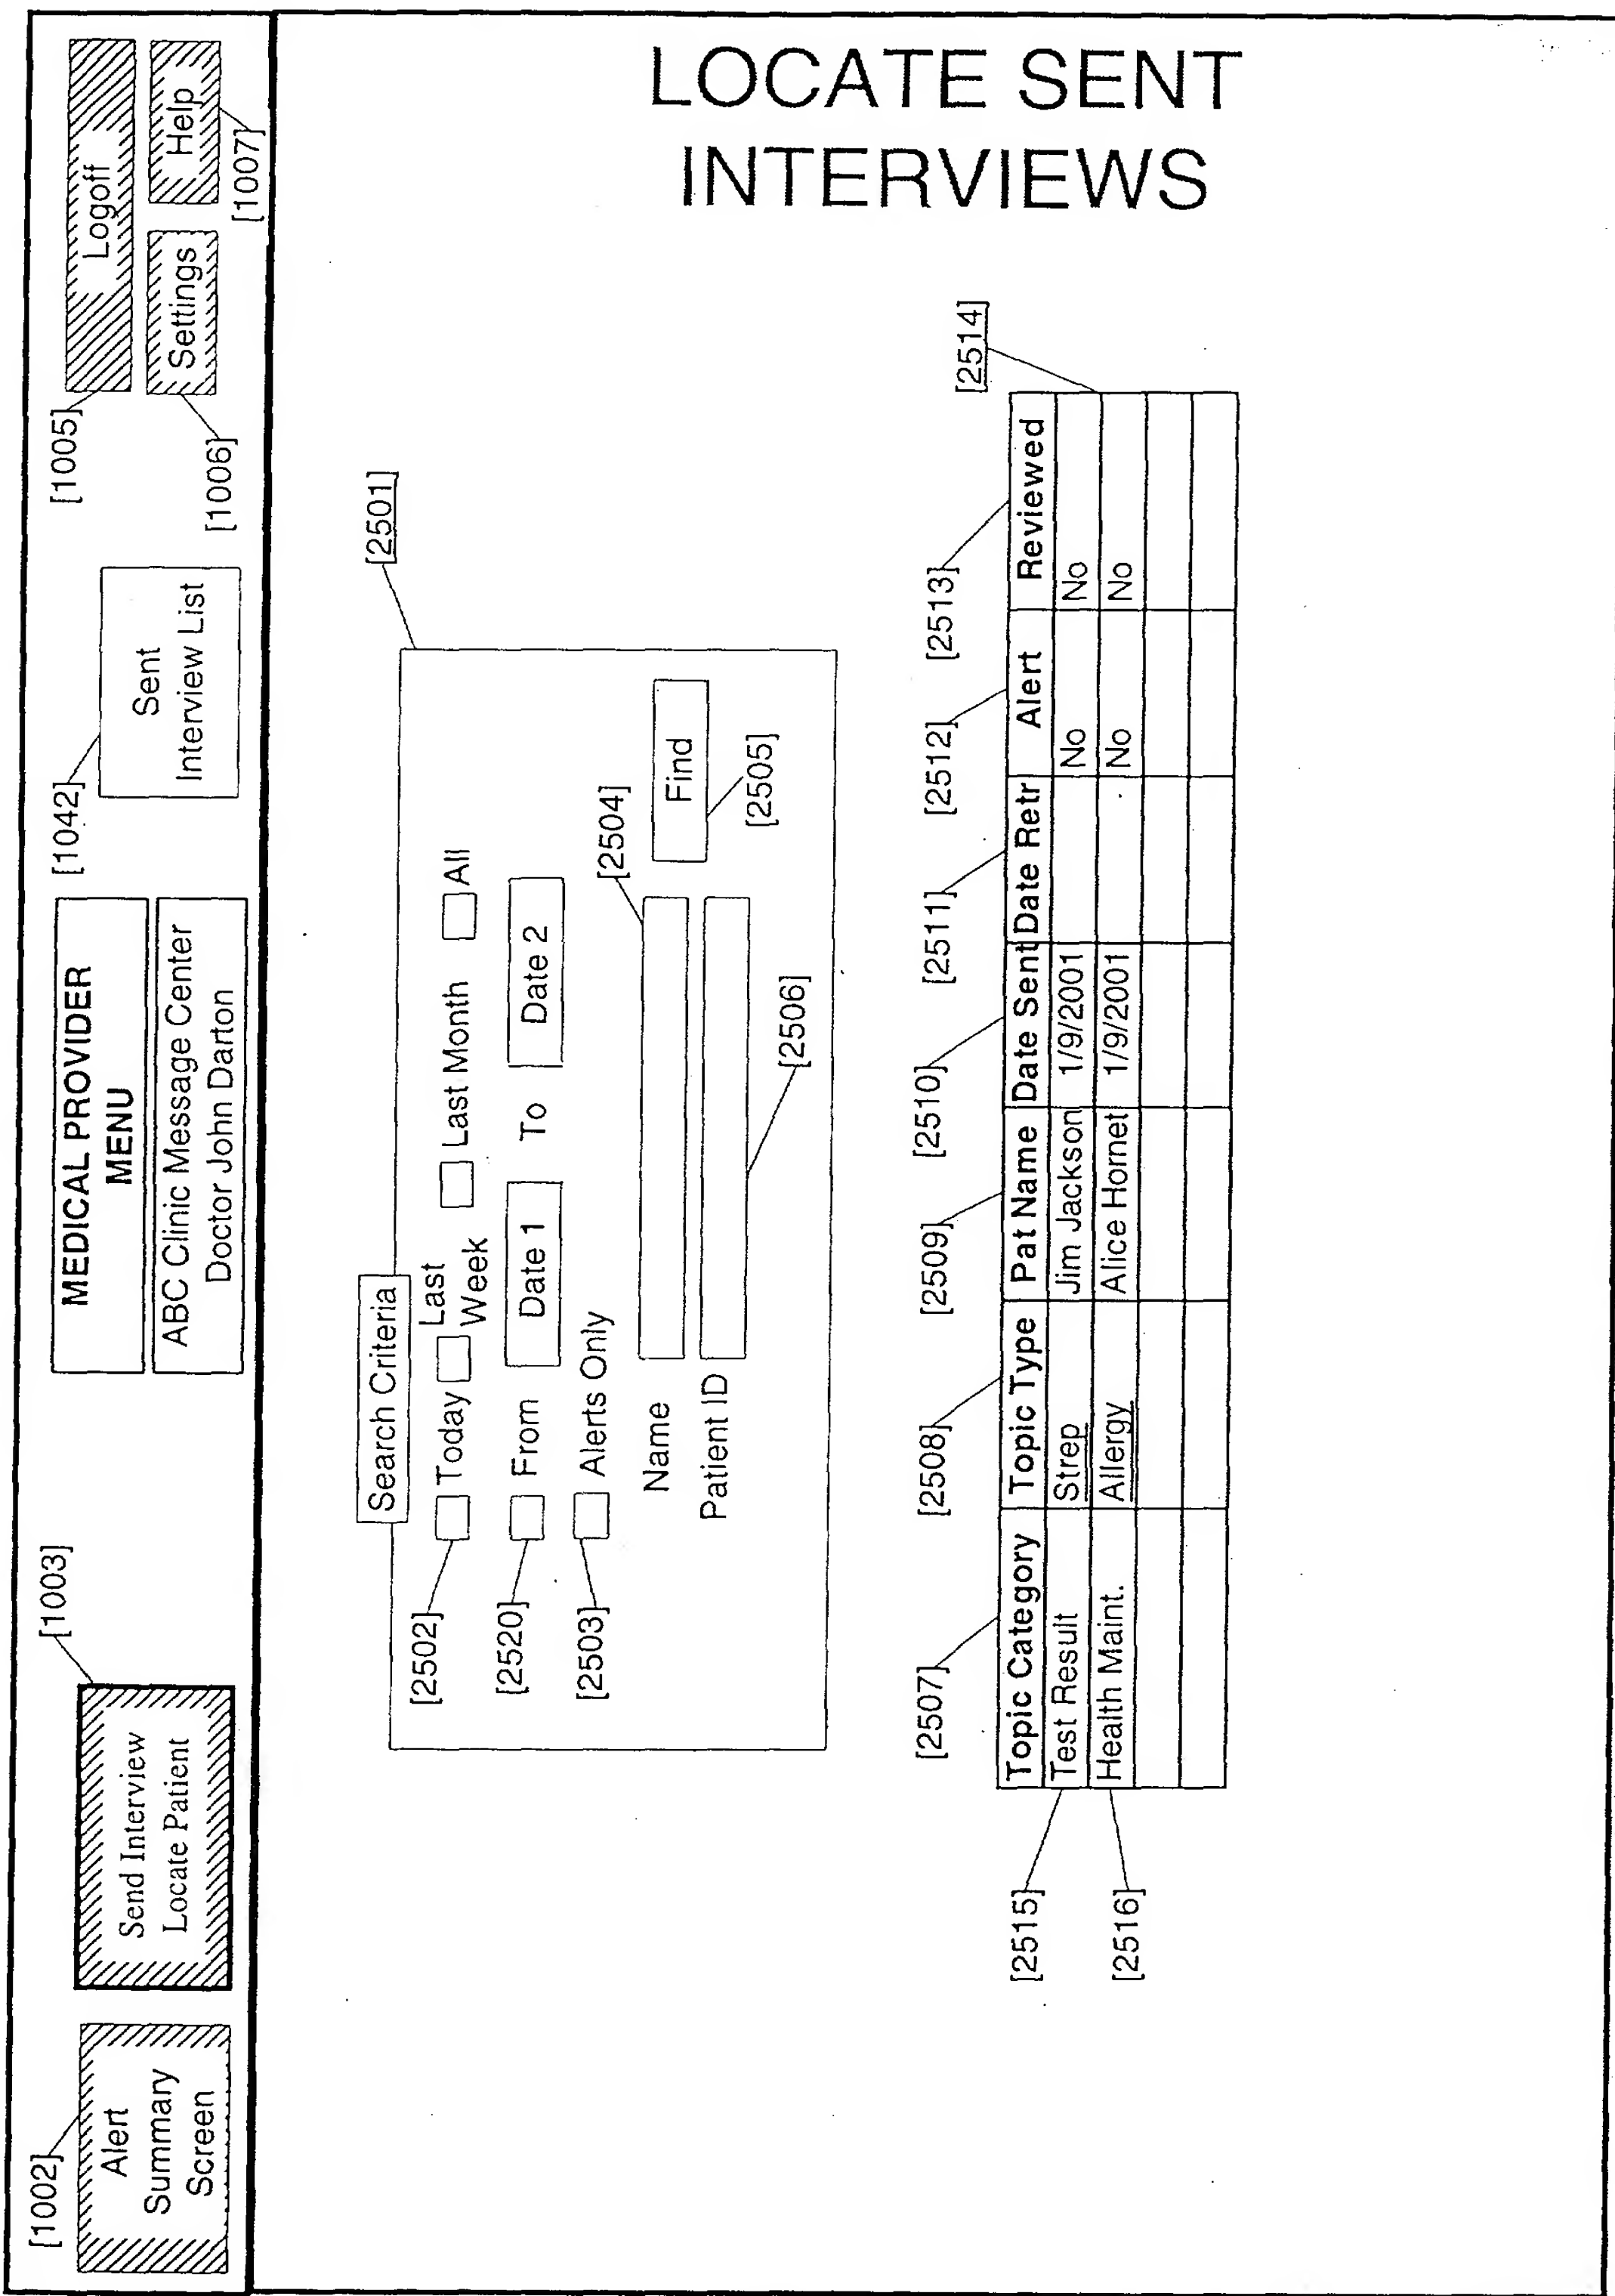 LOCATE SENT
INTERVIEWS
[1002]
Alert
Summary
Screen
[1003]
Send Interview
Locate Patient
MEDICAL PROVIDER
MENU
ABC Clinic Message Center
Doctor John Darton
[1042]
Sent
Interview List
[1005]
Logoff
[1006]
Settings
Help
[1007]
[2501]
Search Criteria
[2502] Today Last Week Last Month All
[2520] From Date 1 To Date 2
[2503] Alerts Only
[2504]
Name
Patient ID
Find
[2505]
[2506]
[2507] [2508] [2509] [2510] [2511] [2512] [2513] [2514]
Topic Category Topic Type Pat Name Date Sent Date Retr Alert Reviewed
[2515] Test Result Strep Jim Jackson 1/9/2001 No No
[2516] Health Maint. Allergy Alice Hornet 1/9/2001 No No